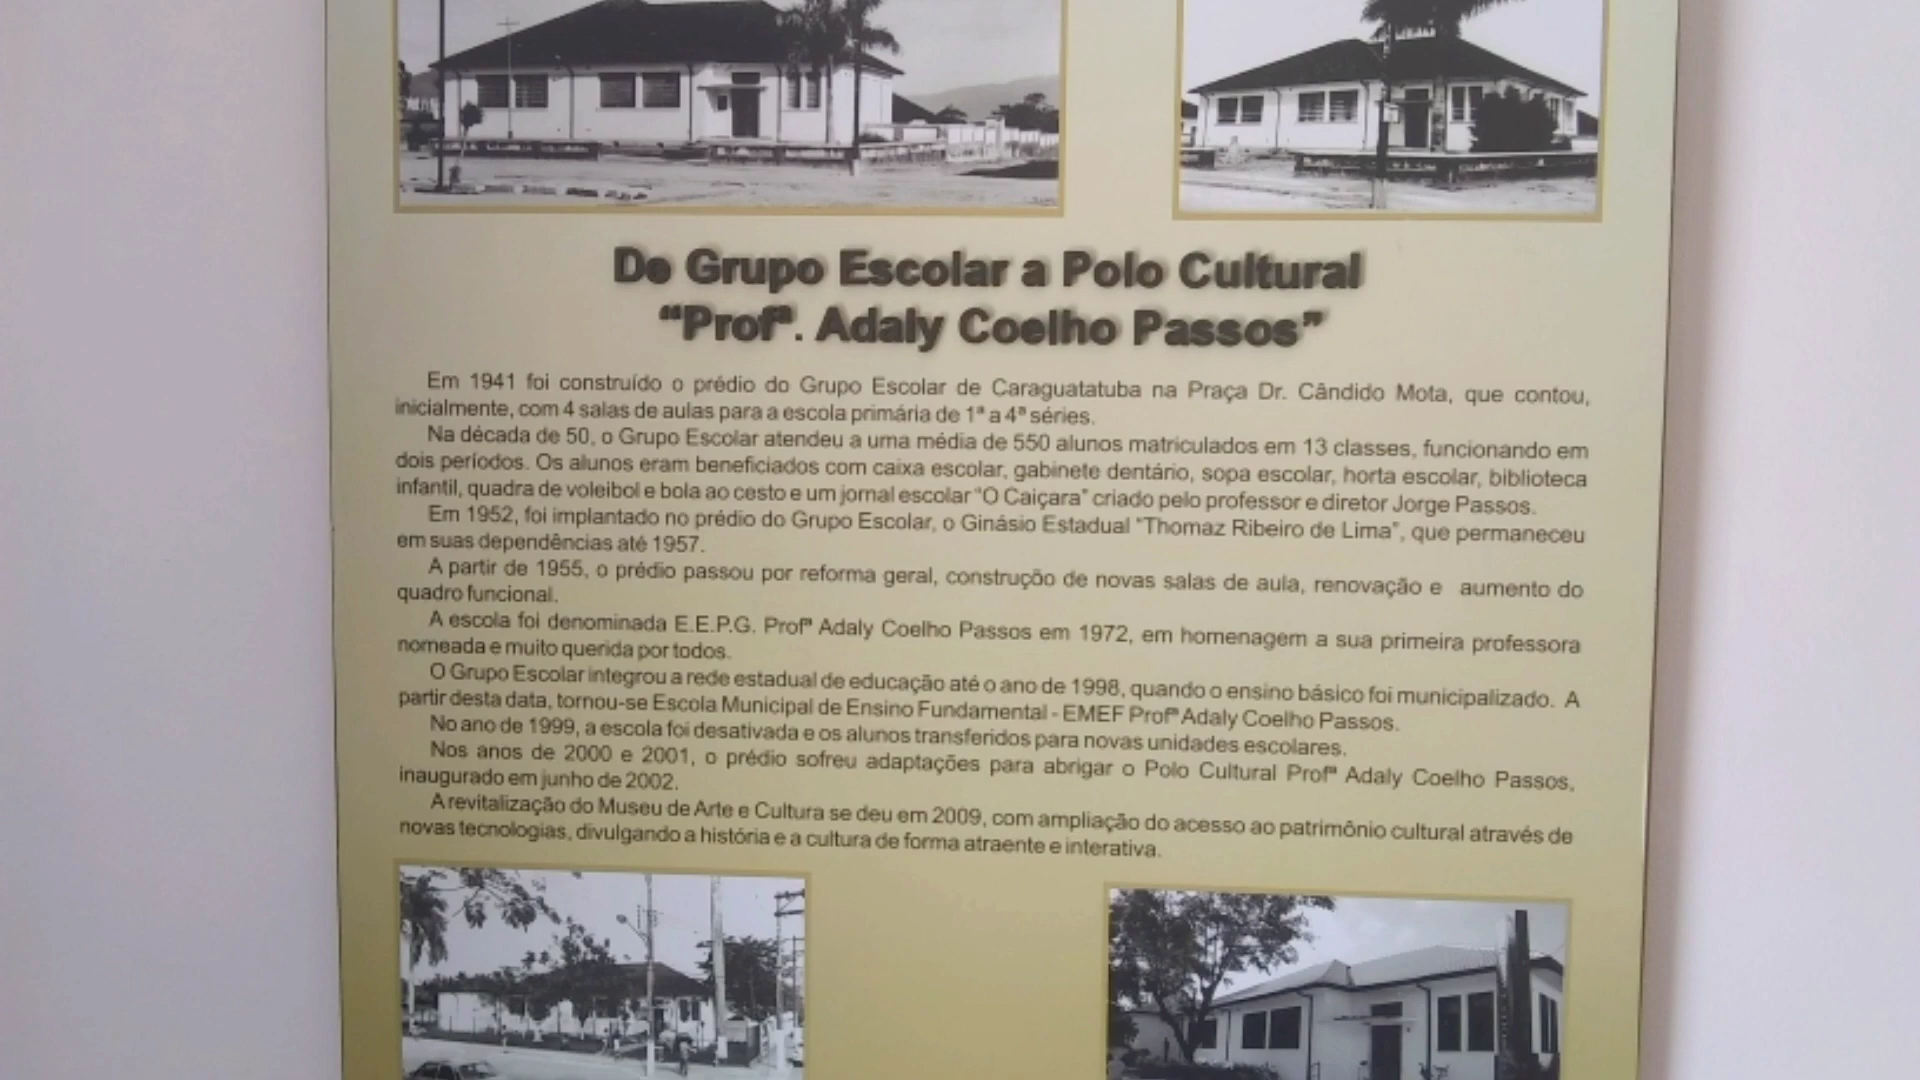 De Grupo Escolar a Polo Cultural
“Profª. Adaly Coelho Passos”
Em 1941 foi construído o prédio do Grupo Escolar de Caraguatatuba na Praça Dr. Cândido Mota, que contou,
inicialmente, com 4 salas de aulas para a escola primária de 1ª a 4ª séries.
Na década de 50, o Grupo Escolar atendeu a uma média de 550 alunos matriculados em 13 classes, funcionando em
dois períodos. Os alunos eram beneficiados com caixa escolar, gabinete dentário, sopa escolar, horta escolar, biblioteca
infantil, quadra de voleibol e bola ao cesto e um jornal escolar “O Caiçara” criado pelo professor e diretor Jorge Passos.
Em 1952, foi implantado no prédio do Grupo Escolar, o Ginásio Estadual “Thomaz Ribeiro de Lima”, que permaneceu
em suas dependências até 1957.
A partir de 1955, o prédio passou por reforma geral, construção de novas salas de aula, renovação e aumento do
quadro funcional.
A escola foi denominada E.E.P.G. Profª Adaly Coelho Passos em 1972, em homenagem a sua primeira professora
nomeada e muito querida por todos.
O Grupo Escolar integrou a rede estadual de educação até o ano de 1998, quando o ensino básico foi municipalizado. A
partir desta data, tornou-se Escola Municipal de Ensino Fundamental - EMEF Profª Adaly Coelho Passos.
No ano de 1999, a escola foi desativada e os alunos transferidos para novas unidades escolares.
Nos anos de 2000 e 2001, o prédio sofreu adaptações para abrigar o Polo Cultural Profª Adaly Coelho Passos,
inaugurado em junho de 2002.
A revitalização do Museu de Arte e Cultura se deu em 2009, com ampliação do acesso ao patrimônio cultural através de
novas tecnologias, divulgando a história e a cultura de forma atraente e interativa.